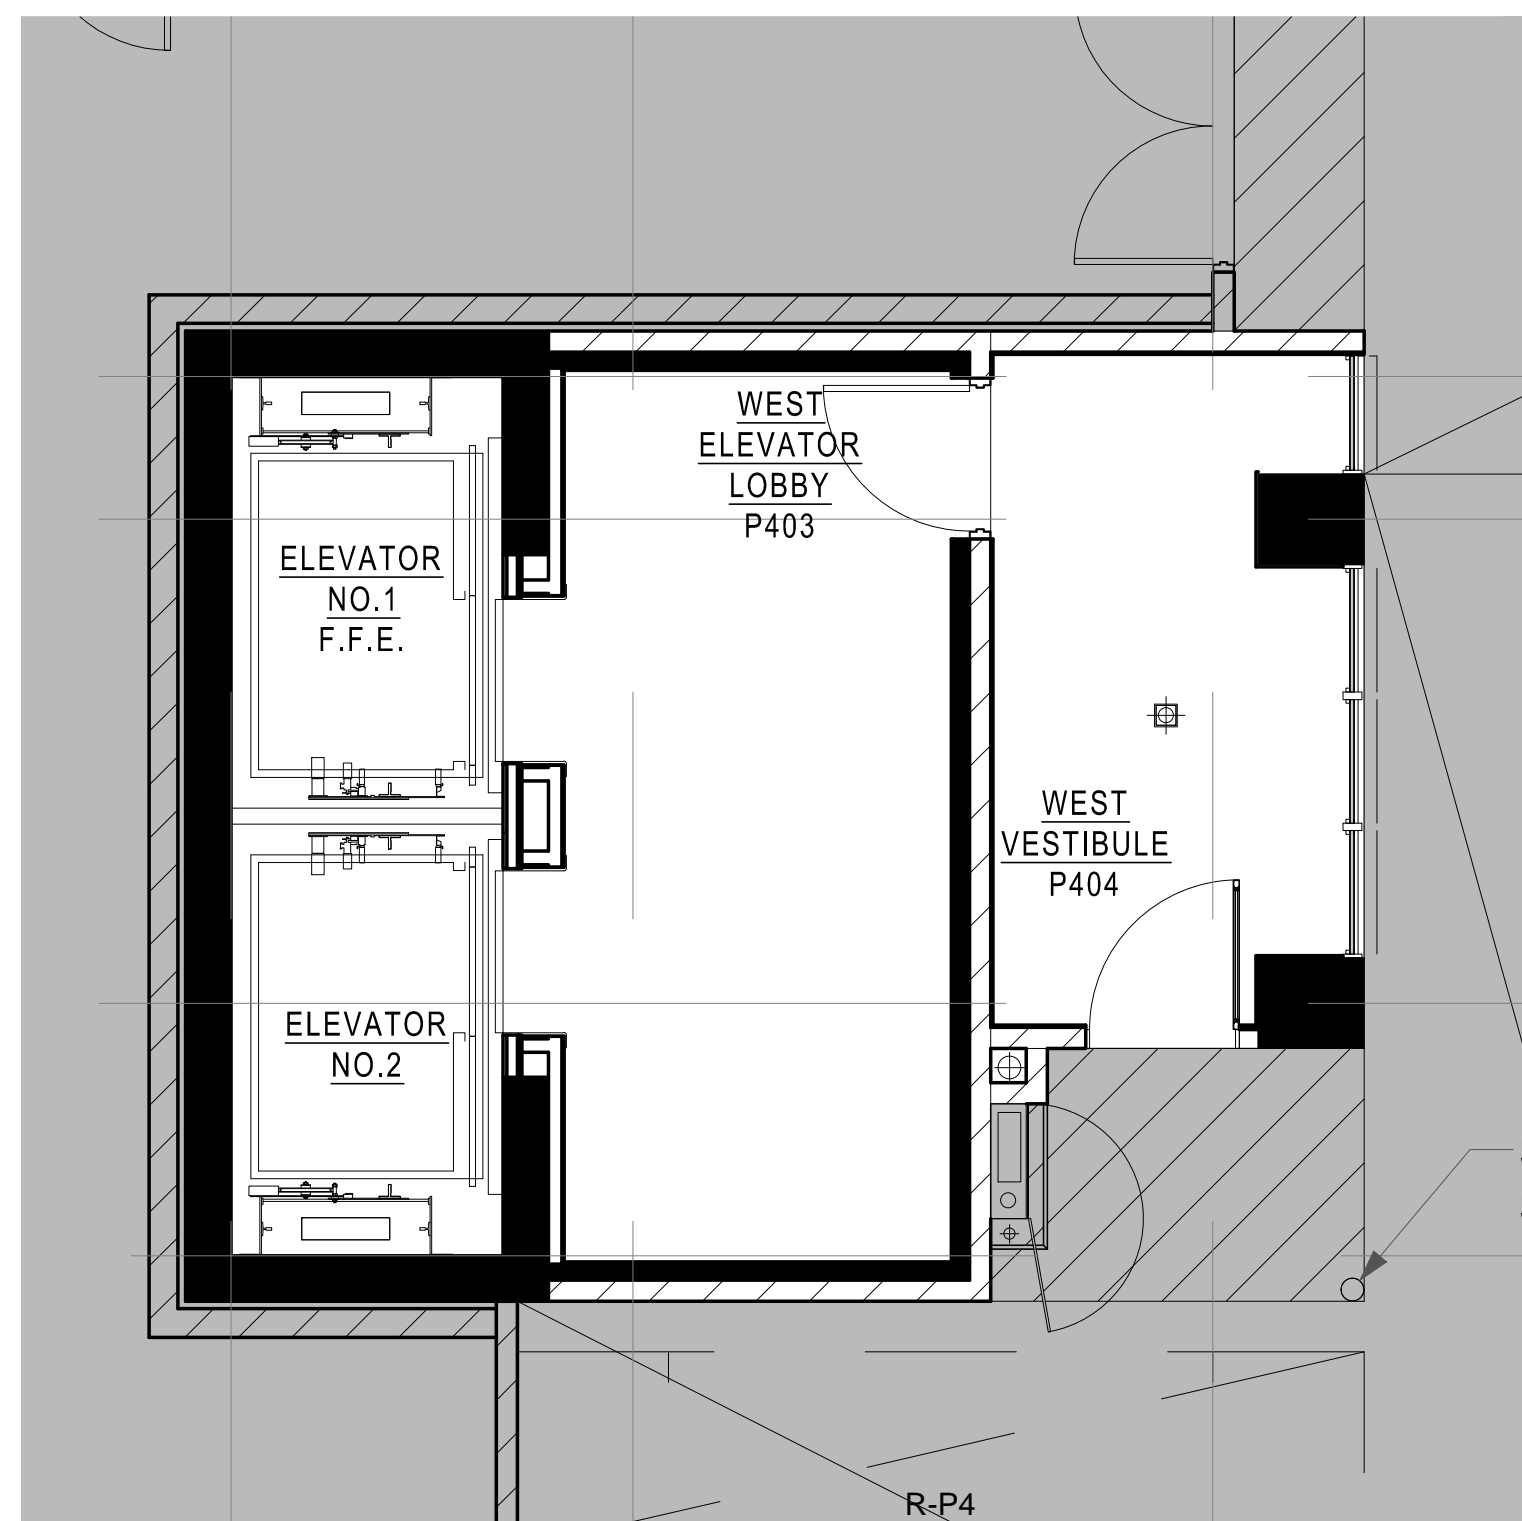 WEST
ELEVATOR
LOBBY
P403
ELEVATOR
NO.1
F.F.E.
WEST
VESTIBULE
P404
ELEVATOR
NO.2
R-P4